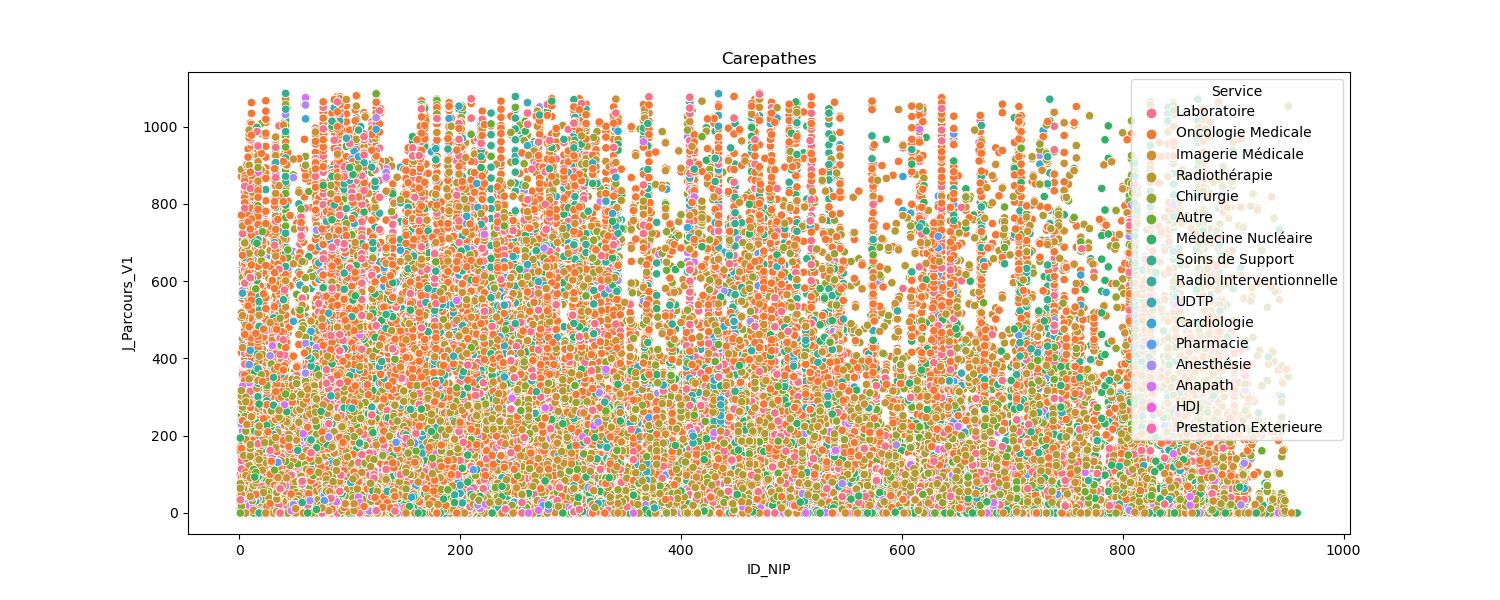 Carepathes
J_Parcours_V1
1000
800
600
400
200
0
0
200
400
600
800
1000
ID_NIP
Service
Laboratoire
Oncologie Medicale
Imagerie Médicale
Radiothérapie
Chirurgie
Autre
Médecine Nucléaire
Soins de Support
Radio Interventionnelle
UDTP
Cardiologie
Pharmacie
Anesthésie
Anapath
HDJ
Prestation Exterieure